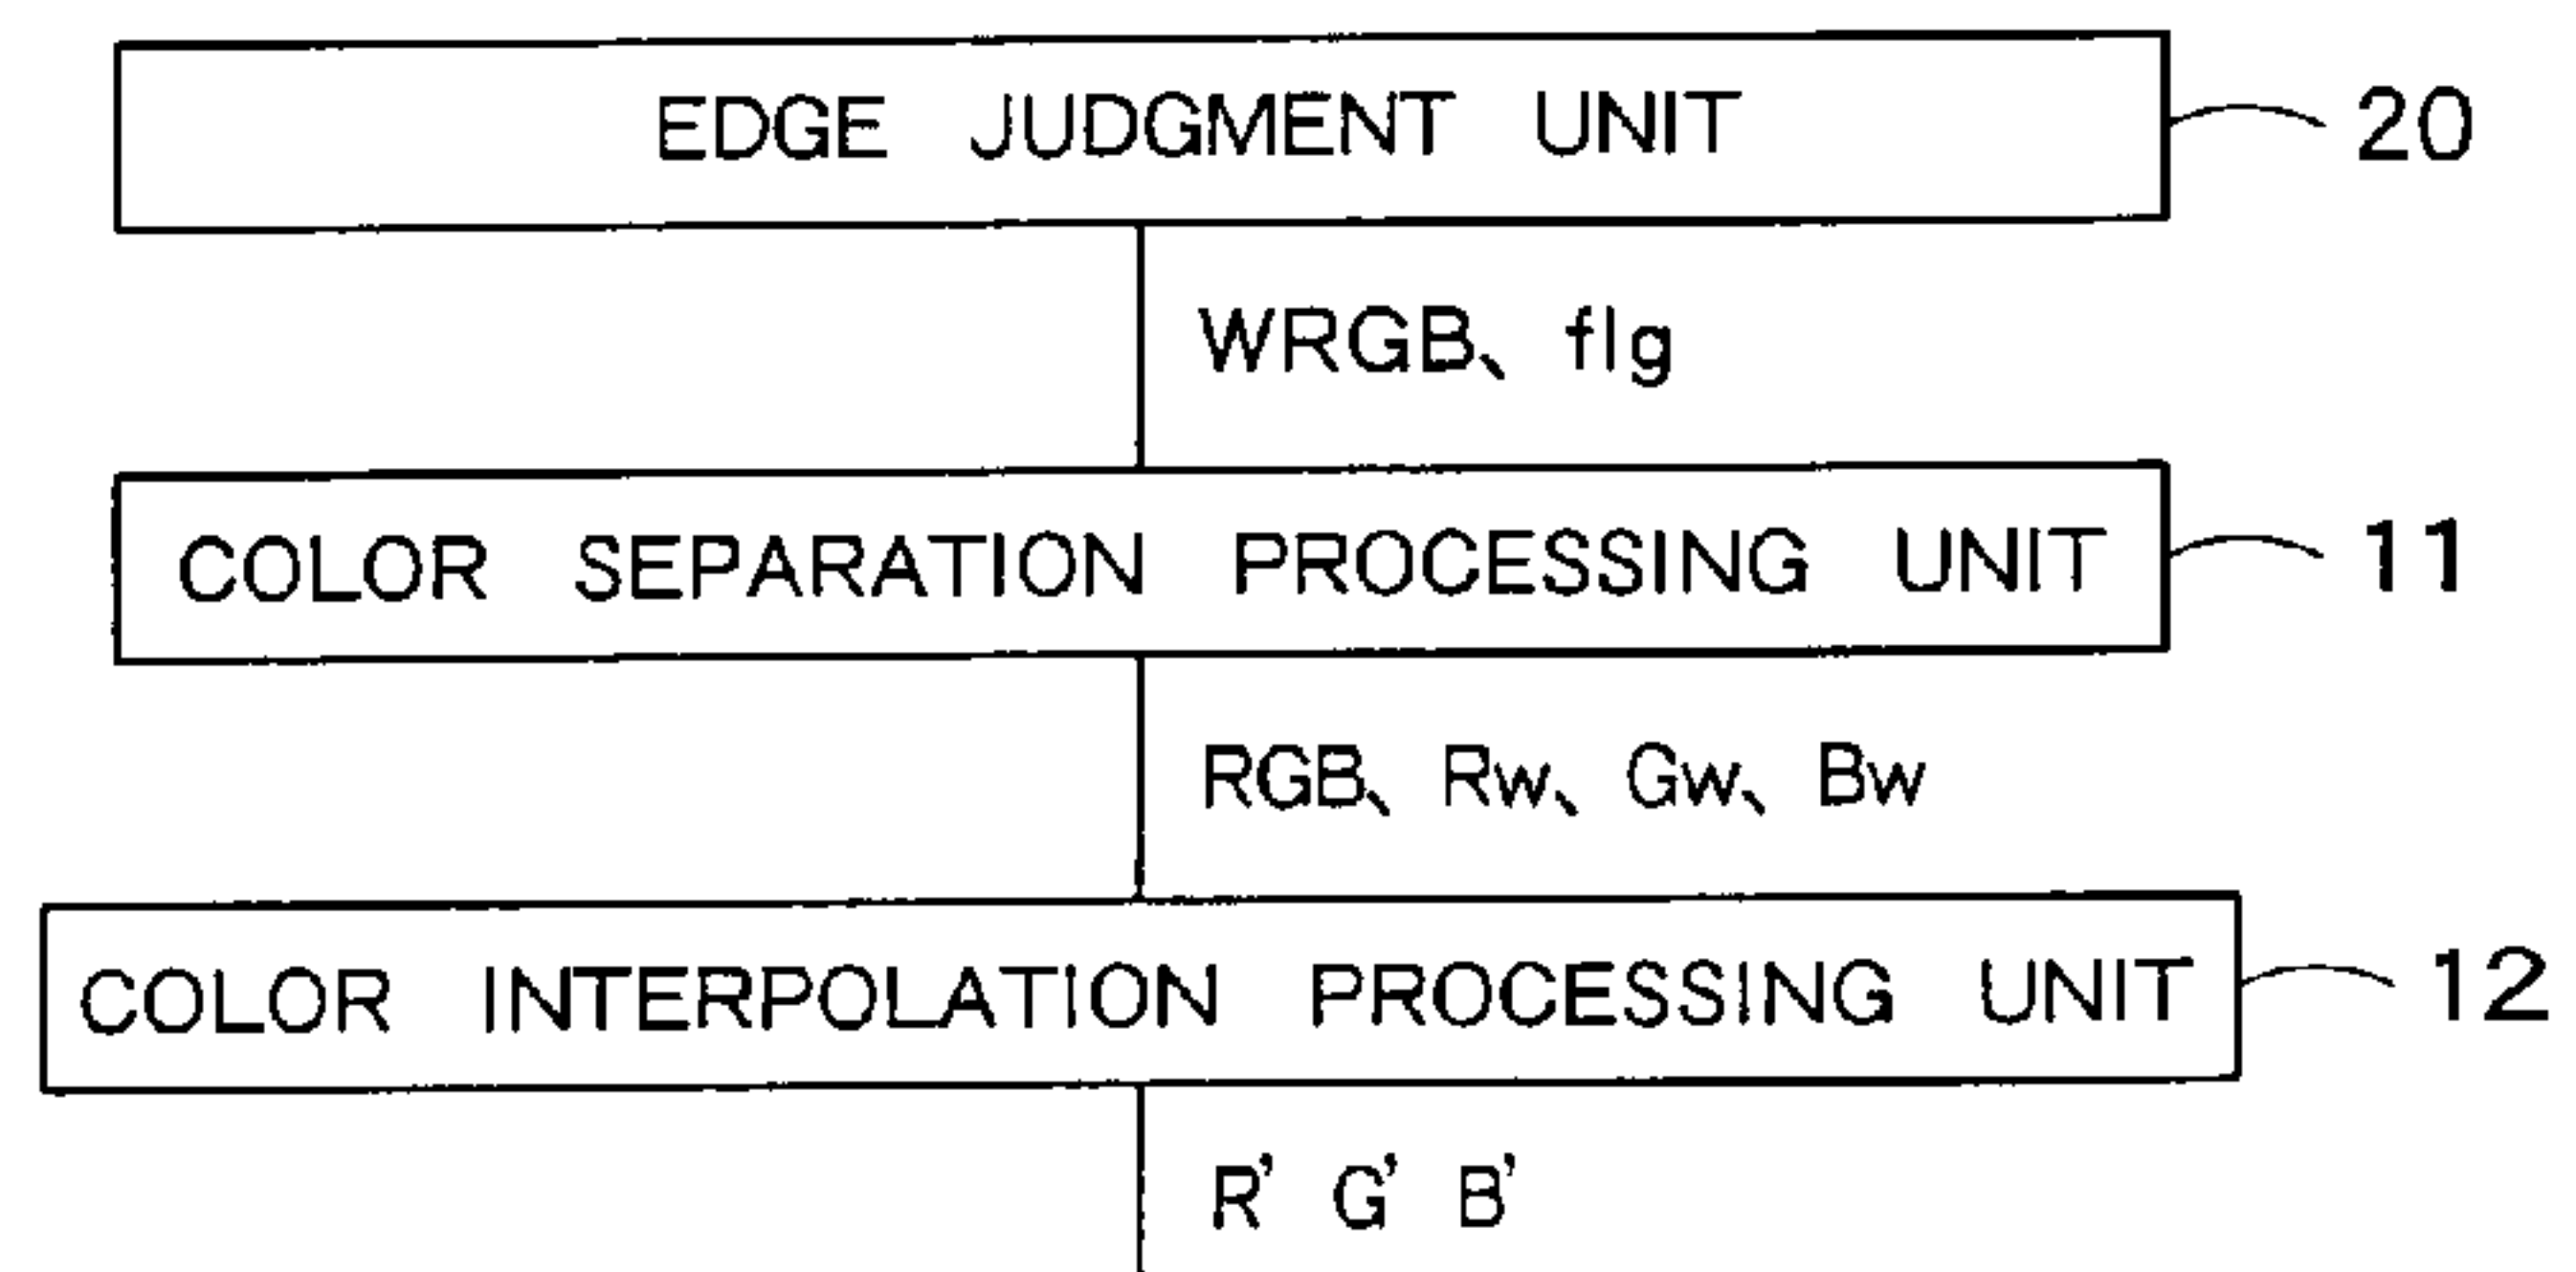 EDGE JUDGMENT UNIT 20
WRGB、flg
COLOR SEPARATION PROCESSING UNIT 11
RGB、Rw、Gw、Bw
COLOR INTERPOLATION PROCESSING UNIT 12
R' G' B'